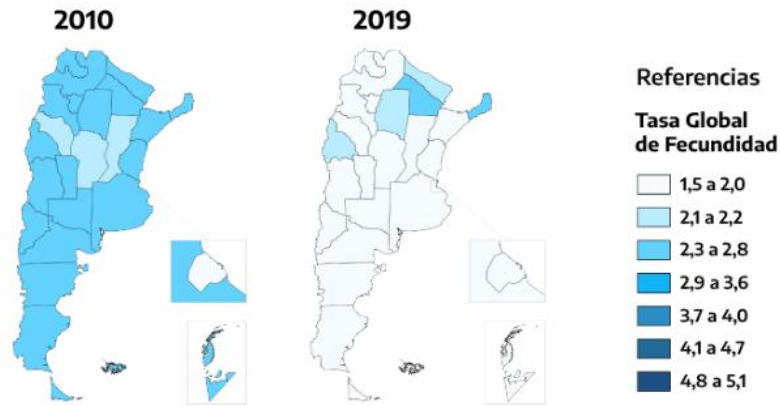 2010
2019
Referencias
Tasa Global
de Fecundidad
1,5 a 2,0
2,1 a 2,2
2,3 a 2,8
2,9 a 3,6
3,7 a 4,0
4,1 a 4,7
4,8 a 5,1